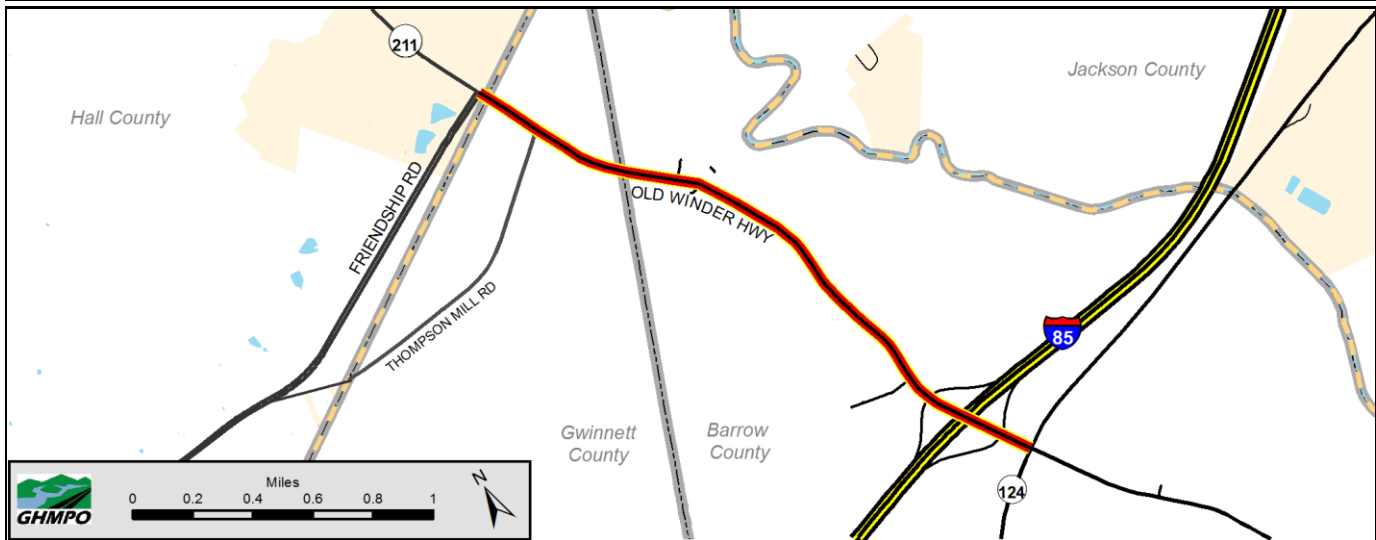 211
Jackson County
Hall County
FRIENDSHIP RD
OLD WINDER HWY
THOMPSON MILL RD
85
Gwinnett
County
Barrow
County
124
GHMPO
Miles
0 0.2 0.4 0.6 0.8 1
N